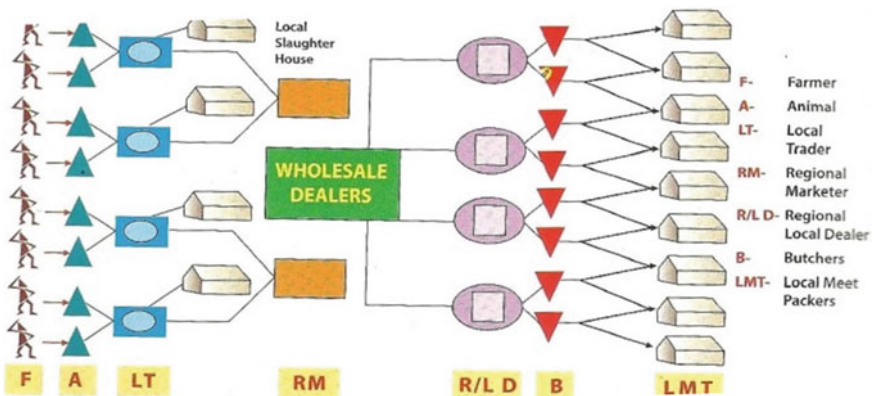 Local
Slaughter
House
WHOLESALE
DEALERS
F- Farmer
A- Animal
LT- Local
Trader
RM- Regional
Marketer
R/L D- Regional
Local Dealer
B- Butchers
LMT- Local Meet
Packers
F A LT RM R/L D B LMT